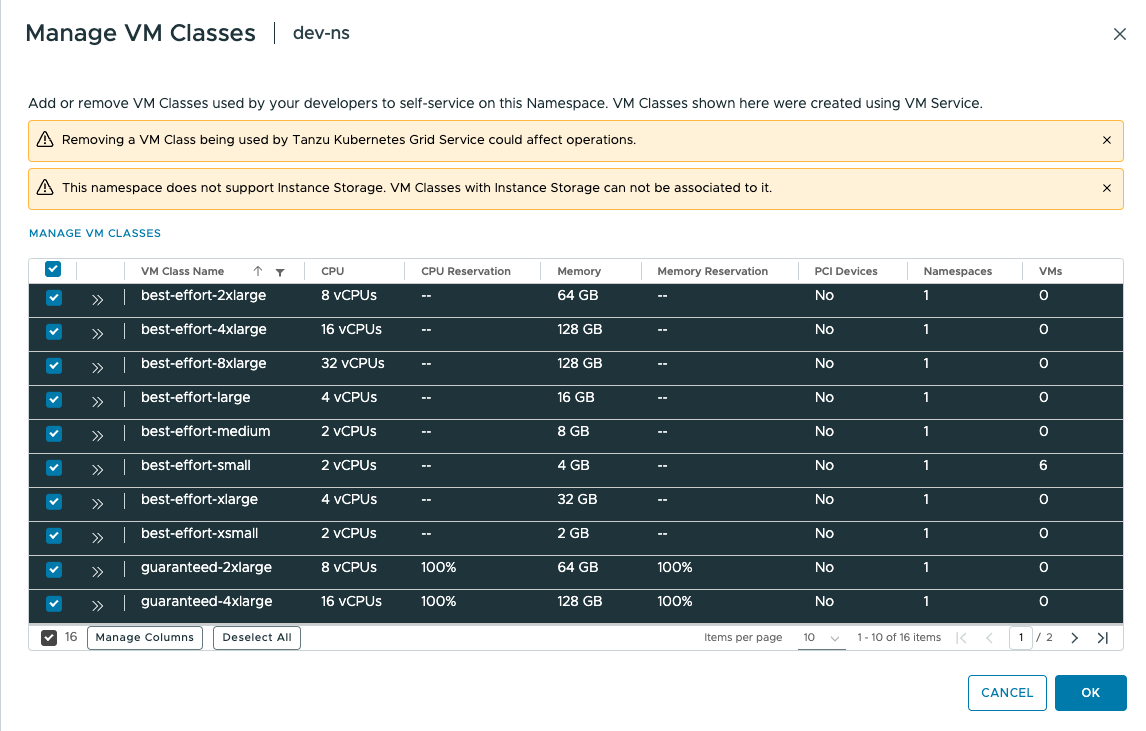 Manage VM Classes | dev-ns
Add or remove VM Classes used by your developers to self-service on this Namespace. VM Classes shown here were created using VM Service.
Removing a VM Class being used by Tanzu Kubernetes Grid Service could affect operations.
This namespace does not support Instance Storage. VM Classes with Instance Storage can not be associated to it.
MANAGE VM CLASSES
VM Class Name CPU CPU Reservation Memory Memory Reservation PCI Devices Namespaces VMs
best-effort-2xlarge 8 vCPUs -- 64 GB -- No 1 0
best-effort-4xlarge 16 vCPUs -- 128 GB -- No 1 0
best-effort-8xlarge 32 vCPUs -- 128 GB -- No 1 0
best-effort-large 4 vCPUs -- 16 GB -- No 1 0
best-effort-medium 2 vCPUs -- 8 GB -- No 1 0
best-effort-small 2 vCPUs -- 4 GB -- No 1 6
best-effort-xlarge 4 vCPUs -- 32 GB -- No 1 0
best-effort-xsmall 2 vCPUs -- 2 GB -- No 1 0
guaranteed-2xlarge 8 vCPUs 100% 64 GB 100% No 1 0
guaranteed-4xlarge 16 vCPUs 100% 128 GB 100% No 1 0
16 Manage Columns Deselect All Items per page 10 1 - 10 of 16 items 1 / 2
CANCEL OK